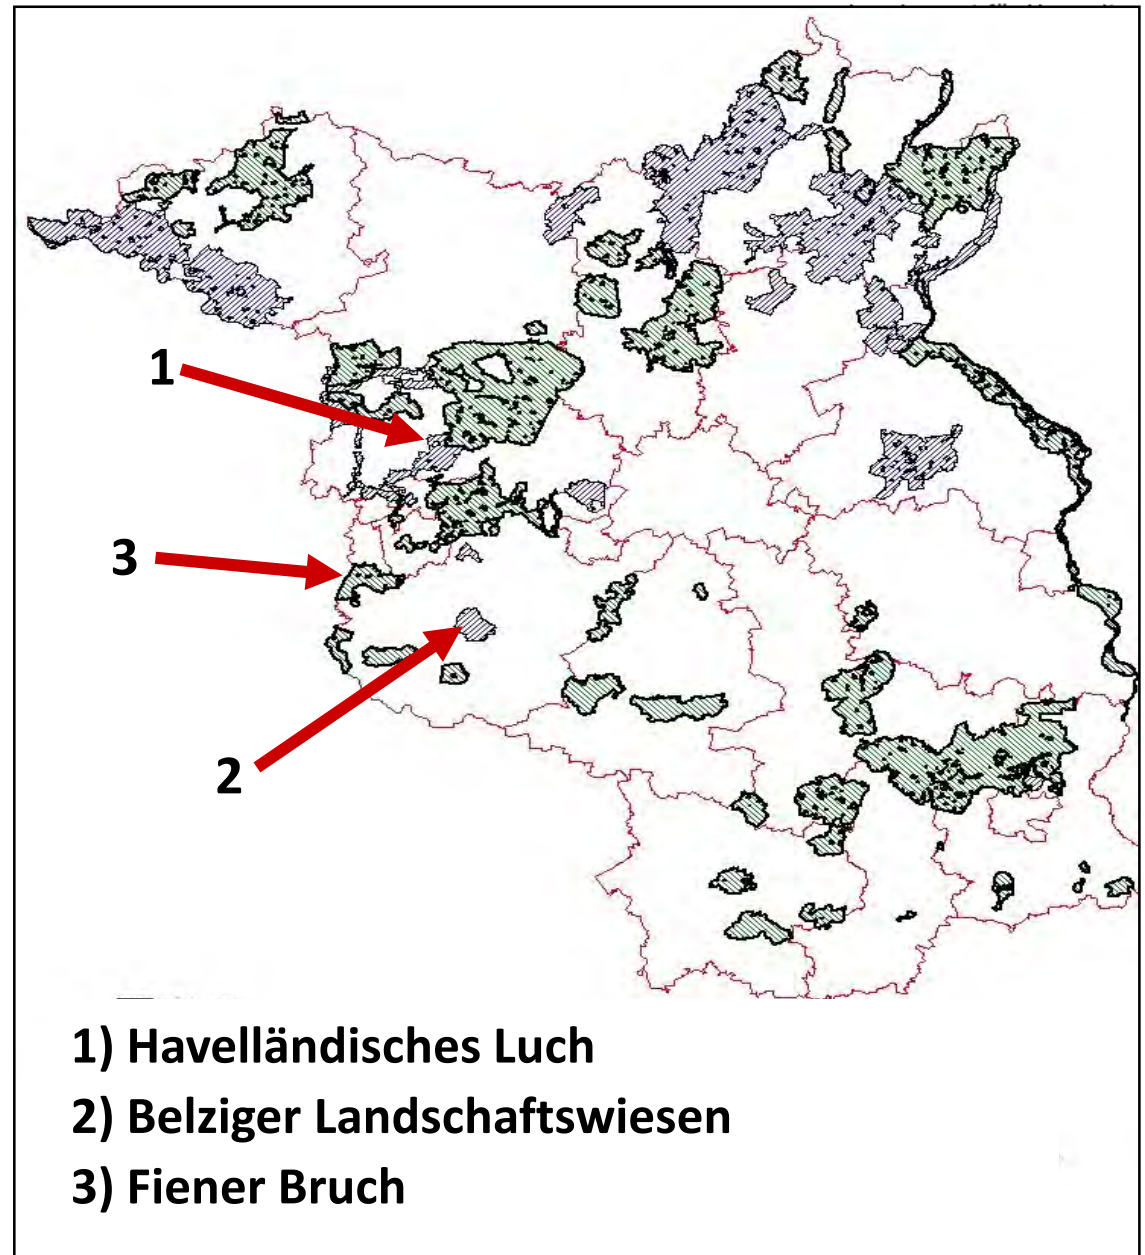 1
3
2
1) Havelländisches Luch
2) Belziger Landschaftswiesen
3) Fiener Bruch